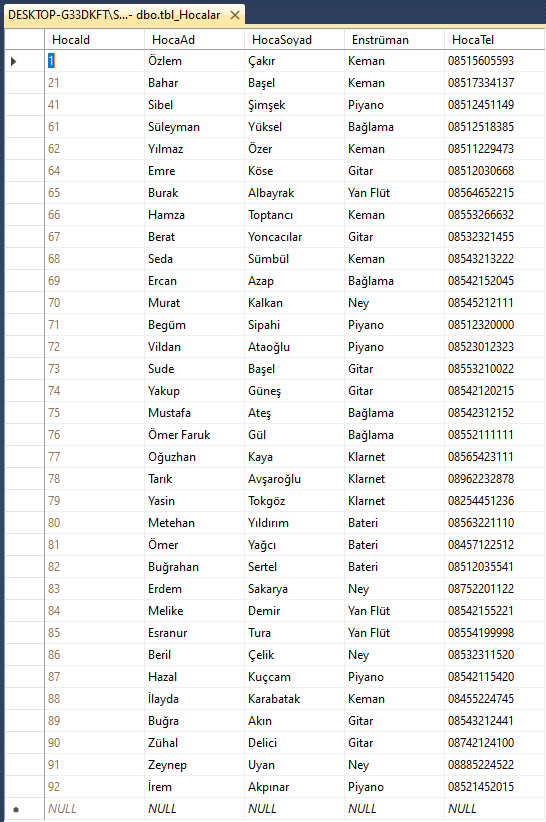 DESKTOP-G33DKFT\S...- dbo.tbl_Hocalar
HocaId HocaAd HocaSoyad Enstrüman HocaTel
1 Özlem Çakır Keman 08515605593
21 Bahar Başel Keman 08517334137
41 Sibel Şimşek Piyano 08512451149
61 Süleyman Yüksel Bağlama 08512518385
62 Yılmaz Özer Keman 08511229473
64 Emre Köse Gitar 08512030668
65 Burak Albayrak Yan Flüt 08564652215
66 Hamza Toptancı Keman 08553266632
67 Berat Yoncacılar Gitar 08532321455
68 Seda Sümbül Keman 08543213222
69 Ercan Azap Bağlama 08542152045
70 Murat Kalkan Ney 08545212111
71 Begüm Sipahi Piyano 08512320000
72 Vildan Ataoğlu Piyano 08523012323
73 Sude Başel Gitar 08553210022
74 Yakup Güneş Gitar 08542120215
75 Mustafa Ateş Bağlama 08542312152
76 Ömer Faruk Gül Bağlama 08552111111
77 Oğuzhan Kaya Klarnet 08565423111
78 Tarık Avşaroğlu Klarnet 08962232878
79 Yasin Tokgöz Klarnet 08254451236
80 Metehan Yıldırım Bateri 08563221110
81 Ömer Yağcı Bateri 08457122512
82 Buğrahan Sertel Bateri 08512035541
83 Erdem Sakarya Ney 08752201122
84 Melike Demir Yan Flüt 08542155221
85 Esranur Tura Yan Flüt 08554199998
86 Beril Çelik Ney 08532311520
87 Hazal Kuşcam Piyano 08542115420
88 İlayda Karabatak Keman 08455224745
89 Buğra Akın Gitar 08543212441
90 Zühal Delici Gitar 08742124100
91 Zeynep Uyan Ney 08885224522
92 İrem Akpınar Piyano 08521452015
NULL NULL NULL NULL NULL